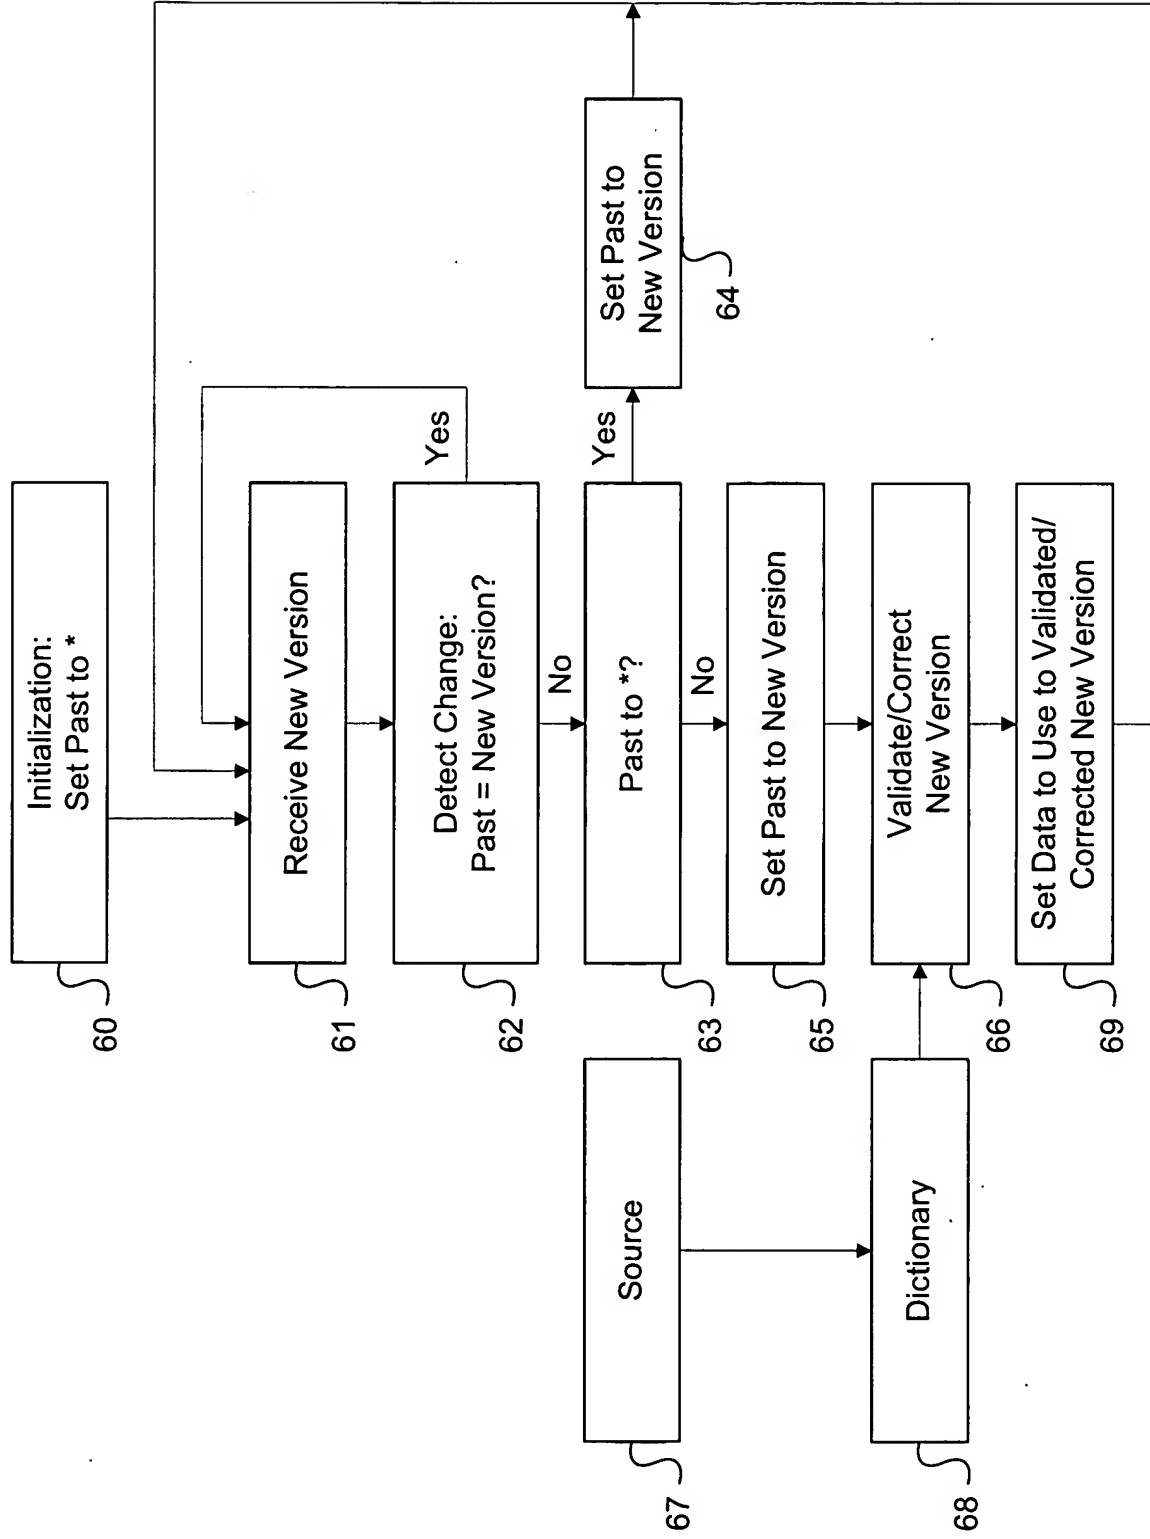 Initialization:
Set Past to *
60
Receive New Version
61
Detect Change:
Past = New Version?
62
Yes
No
Past to *?
63
Yes
Set Past to
New Version
64
No
Set Past to New Version
65
Validate/Correct
New Version
66
Source
67
Dictionary
68
Set Data to Use to Validated/
Corrected New Version
69